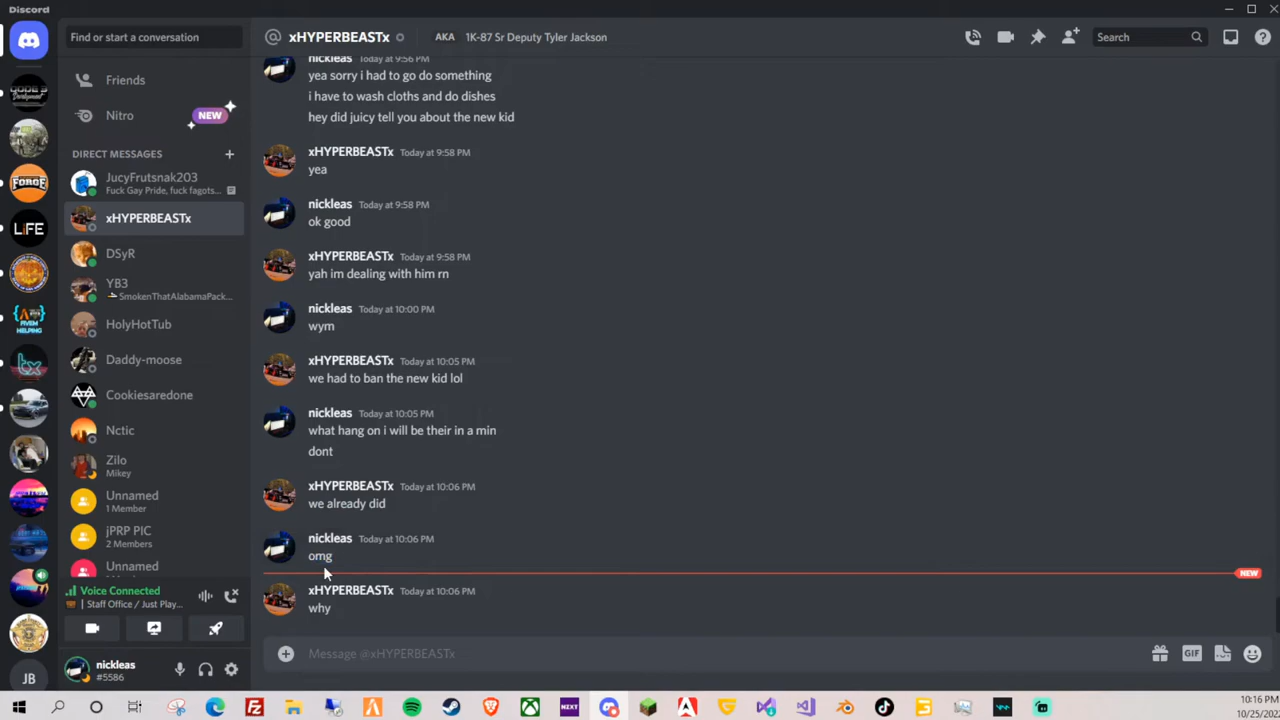 Discord
Find or start a conversation
@ xHYPERBEASTx AKA 1K-87 Sr Deputy Tyler Jackson
Search
Friends
Nitro NEW
DIRECT MESSAGES +
JucyFrutsnak203
Fuck Gay Pride, fuck fagots...
xHYPERBEASTx
DSyR
YB3
SmokenThatAlabamaPack...
HolyHotTub
Daddy-moose
Cookiesaredone
Nctic
Zilo
Mikey
Unnamed
1 Member
jPRP PIC
2 Members
Unnamed
Voice Connected
| Staff Office / Just Play...
nickleas
#5586
FORGE
LiFE
FIVEM
HELPING
JB
nickleas Today at 9:56 PM
yea sorry i had to go do something
i have to wash cloths and do dishes
hey did juicy tell you about the new kid
xHYPERBEASTx Today at 9:58 PM
yea
nickleas Today at 9:58 PM
ok good
xHYPERBEASTx Today at 9:58 PM
yah im dealing with him rn
nickleas Today at 10:00 PM
wym
xHYPERBEASTx Today at 10:05 PM
we had to ban the new kid lol
nickleas Today at 10:05 PM
what hang on i will be their in a min
dont
xHYPERBEASTx Today at 10:06 PM
we already did
nickleas Today at 10:06 PM
omg
NEW
xHYPERBEASTx Today at 10:06 PM
why
Message @xHYPERBEASTx
GIF
NEXT
10:16 PM
10/25/202